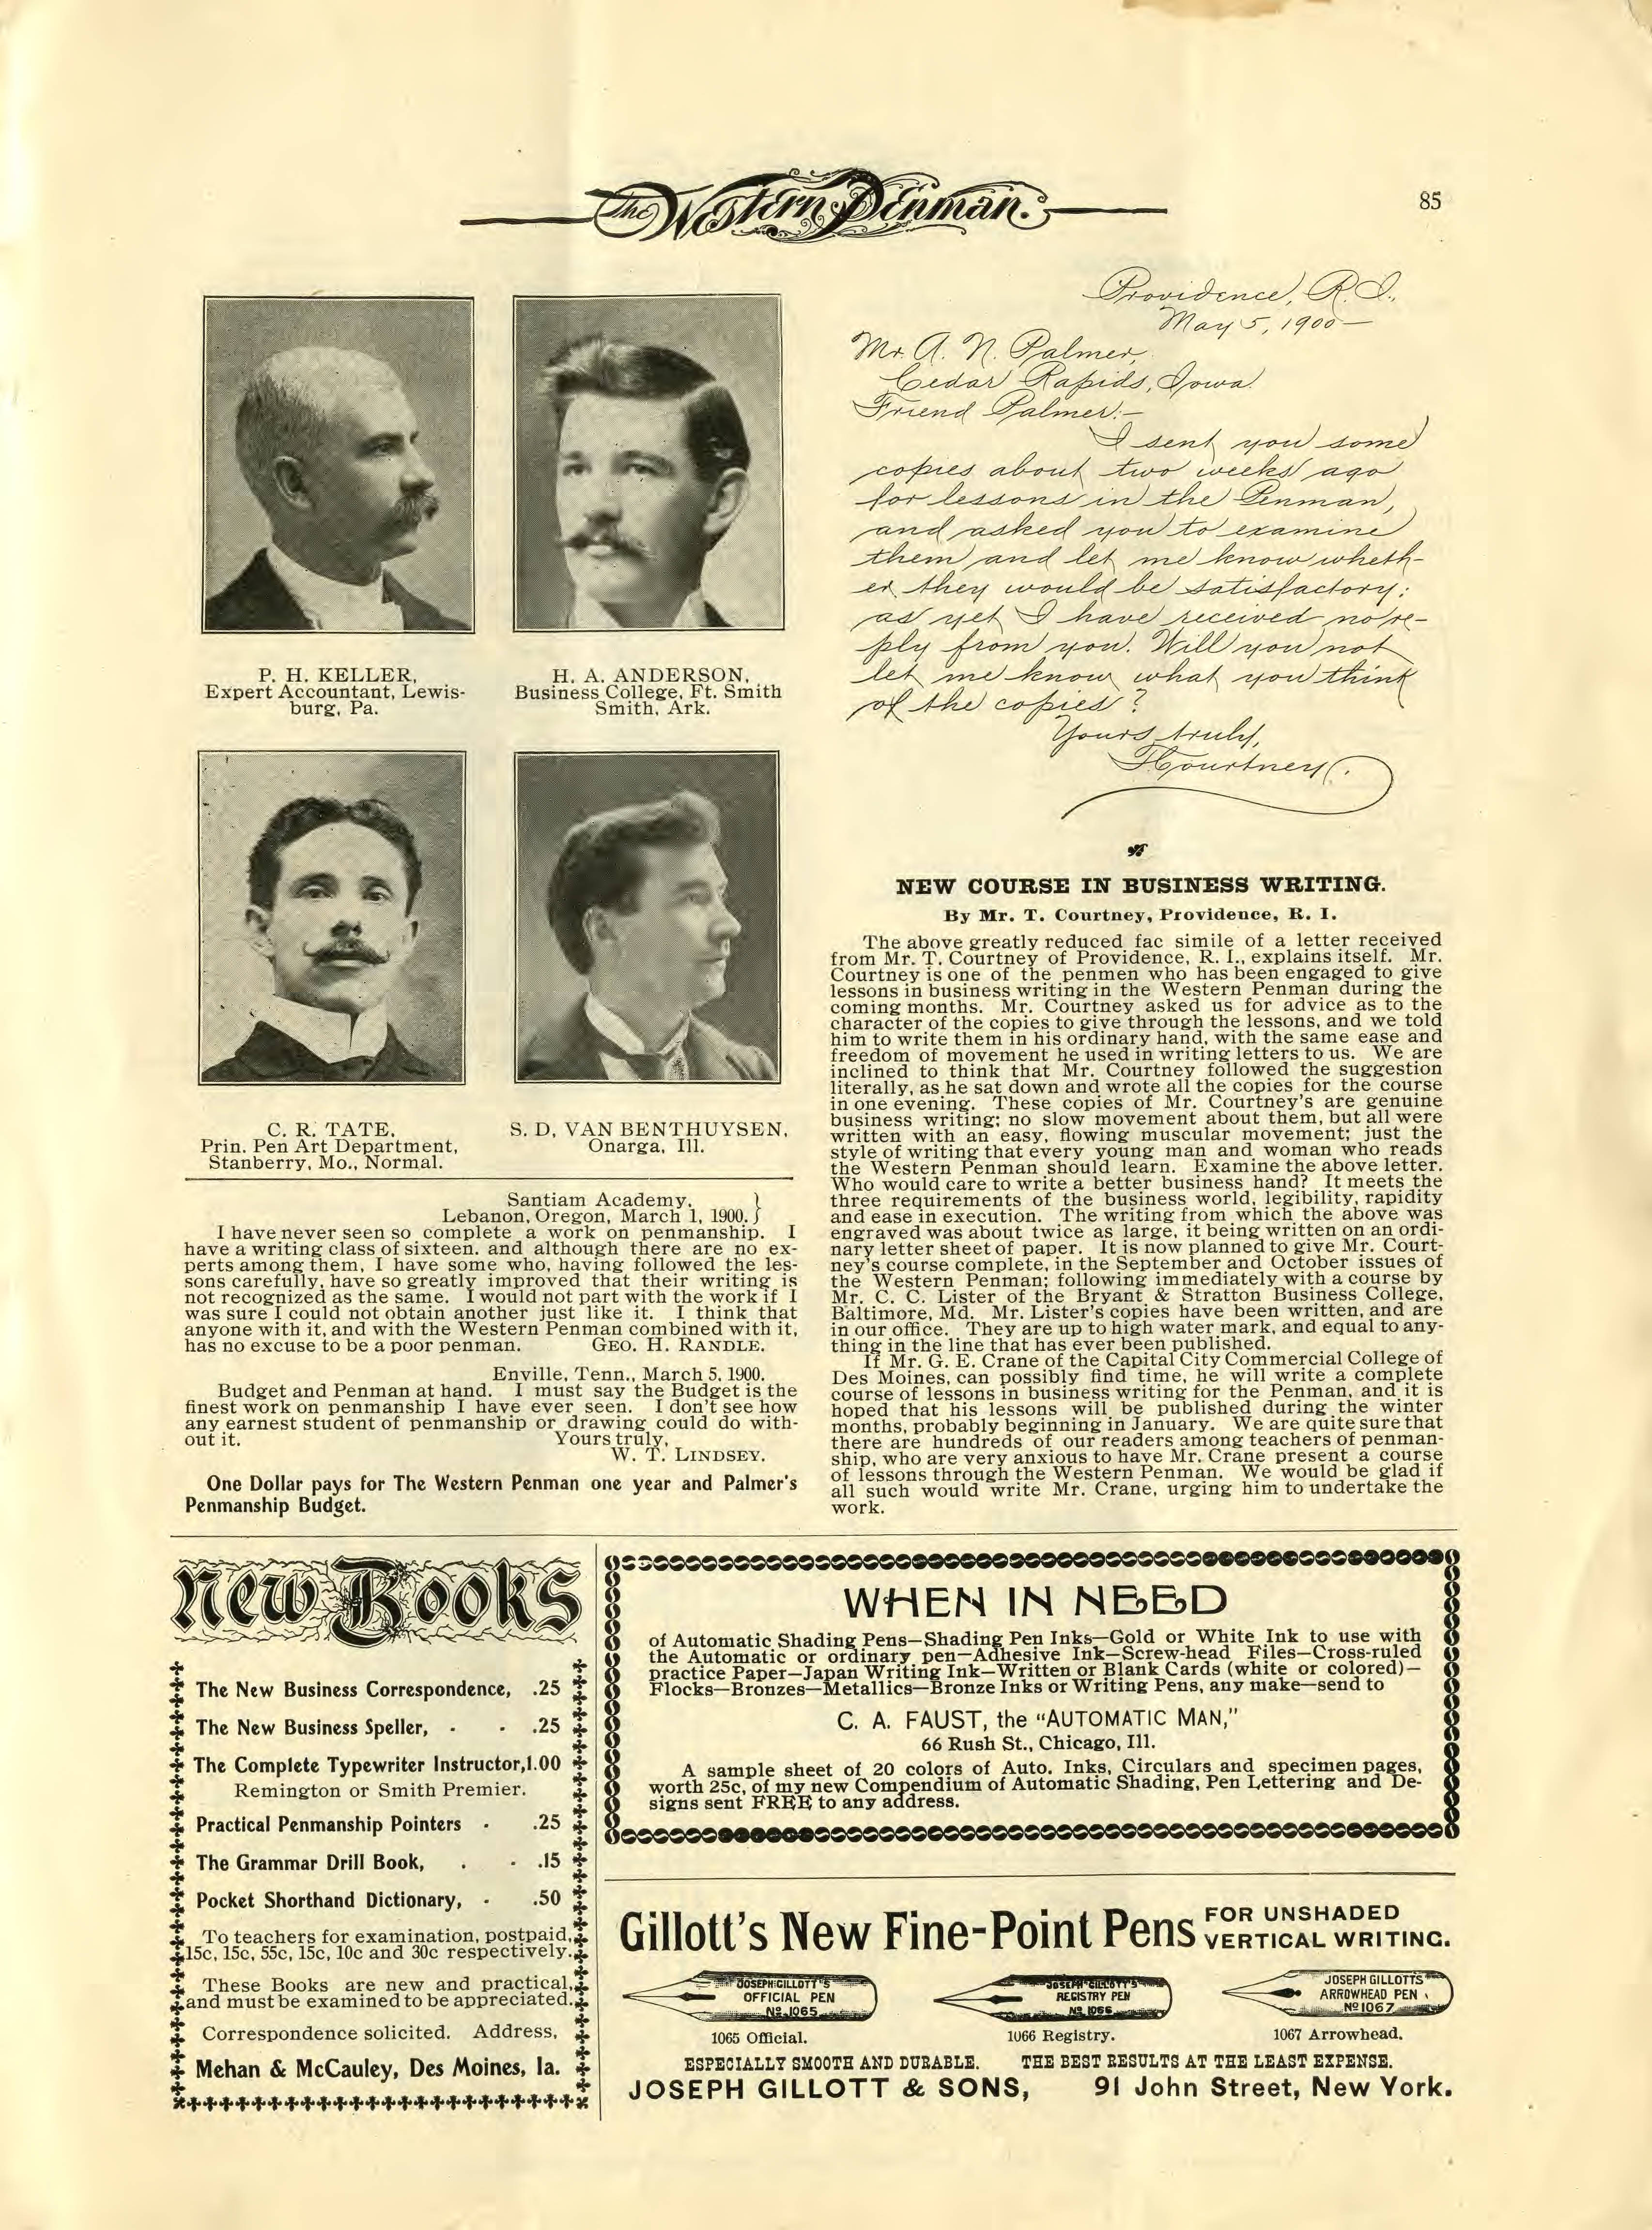 The Western Penman.
85
P. H. KELLER,
Expert Accountant, Lewis-
burg, Pa.
H. A. ANDERSON,
Business College, Ft. Smith
Smith, Ark.
C. R. TATE,
Prin. Pen Art Department,
Stanberry, Mo., Normal.
S. D, VAN BENTHUYSEN,
Onarga, Ill.
Santiam Academy, }
Lebanon, Oregon, March 1, 1900. }
I have never seen so complete a work on penmanship. I
have a writing class of sixteen. and although there are no ex-
perts among them, I have some who, having followed the les-
sons carefully, have so greatly improved that their writing is
not recognized as the same. I would not part with the work if I
was sure I could not obtain another just like it. I think that
anyone with it, and with the Western Penman combined with it,
has no excuse to be a poor penman. GEO. H. RANDLE.
Enville, Tenn., March 5, 1900.
Budget and Penman at hand. I must say the Budget is the
finest work on penmanship I have ever seen. I don't see how
any earnest student of penmanship or drawing could do with-
out it. Yours truly,
W. T. LINDSEY.
One Dollar pays for The Western Penman one year and Palmer's
Penmanship Budget.
Providence, R. I.,
May 5, 1900—
Mr. A. N. Palmer,
Cedar Rapids, Iowa.
Friend Palmer:—
I sent you some
copies about two weeks ago
for lessons in the Penman,
and asked you to examine
them and let me know wheth-
er they would be satisfactory;
as yet I have received no re-
ply from you. Will you not
let me know what you think
of the copies?
Yours truly,
T. Courtney.
NEW COURSE IN BUSINESS WRITING.
By Mr. T. Courtney, Providence, R. I.
The above greatly reduced fac simile of a letter received
from Mr. T. Courtney of Providence, R. I., explains itself. Mr.
Courtney is one of the penmen who has been engaged to give
lessons in business writing in the Western Penman during the
coming months. Mr. Courtney asked us for advice as to the
character of the copies to give through the lessons, and we told
him to write them in his ordinary hand, with the same ease and
freedom of movement he used in writing letters to us. We are
inclined to think that Mr. Courtney followed the suggestion
literally, as he sat down and wrote all the copies for the course
in one evening. These copies of Mr. Courtney's are genuine
business writing; no slow movement about them, but all were
written with an easy, flowing muscular movement; just the
style of writing that every young man and woman who reads
the Western Penman should learn. Examine the above letter.
Who would care to write a better business hand? It meets the
three requirements of the business world, legibility, rapidity
and ease in execution. The writing from which the above was
engraved was about twice as large, it being written on an ordi-
nary letter sheet of paper. It is now planned to give Mr. Court-
ney's course complete, in the September and October issues of
the Western Penman; following immediately with a course by
Mr. C. C. Lister of the Bryant & Stratton Business College,
Baltimore, Md. Mr. Lister's copies have been written, and are
in our office. They are up to high water mark, and equal to any-
thing in the line that has ever been published.
If Mr. G. E. Crane of the Capital City Commercial College of
Des Moines, can possibly find time, he will write a complete
course of lessons in business writing for the Penman, and it is
hoped that his lessons will be published during the winter
months, probably beginning in January. We are quite sure that
there are hundreds of our readers among teachers of penman-
ship, who are very anxious to have Mr. Crane present a course
of lessons through the Western Penman. We would be glad if
all such would write Mr. Crane, urging him to undertake the
work.
New Books
The New Business Correspondence, .25
The New Business Speller, - - .25
The Complete Typewriter Instructor, 1.00
Remington or Smith Premier.
Practical Penmanship Pointers - .25
The Grammar Drill Book, . - .15
Pocket Shorthand Dictionary, - .50
To teachers for examination, postpaid,
15c, 15c, 55c, 15c, 10c and 30c respectively.
These Books are new and practical,
and must be examined to be appreciated.
Correspondence solicited. Address,
Mehan & McCauley, Des Moines, Ia.
WHEN IN NEED
of Automatic Shading Pens—Shading Pen Inks—Gold or White Ink to use with
the Automatic or ordinary pen—Adhesive Ink—Screw-head Files—Cross-ruled
practice Paper—Japan Writing Ink—Written or Blank Cards (white or colored)—
Flocks—Bronzes—Metallics—Bronze Inks or Writing Pens, any make—send to
C. A. FAUST, the "AUTOMATIC MAN,"
66 Rush St., Chicago, Ill.
A sample sheet of 20 colors of Auto. Inks, Circulars and specimen pages,
worth 25c, of my new Compendium of Automatic Shading, Pen Lettering and De-
signs sent FREE to any address.
Gillott's New Fine-Point Pens FOR UNSHADED
VERTICAL WRITING.
JOSEPH GILLOTT'S
OFFICIAL PEN
No 1065
JOSEPH GILLOTT'S
REGISTRY PEN
No 1066
JOSEPH GILLOTTS
ARROWHEAD PEN
No 1067
1065 Official.
1066 Registry.
1067 Arrowhead.
ESPECIALLY SMOOTH AND DURABLE. THE BEST RESULTS AT THE LEAST EXPENSE.
JOSEPH GILLOTT & SONS, 91 John Street, New York.